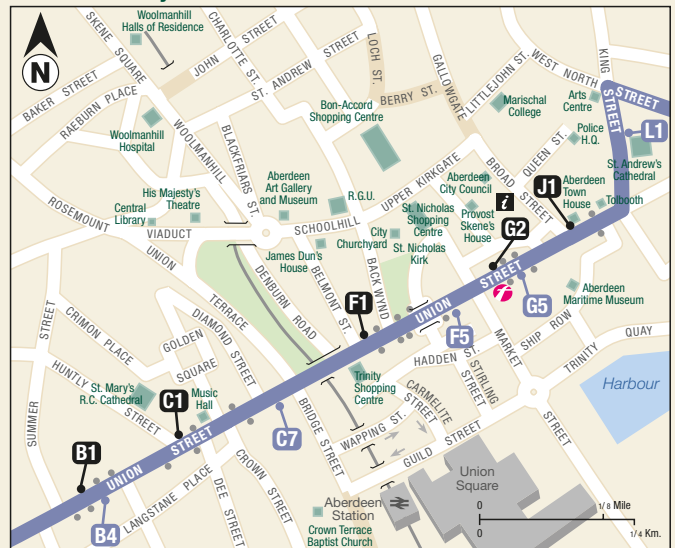 Woolmanhill
Halls of Residence
SKENE SQUARE
CHARLOTTE ST.
JOHN STREET
ST. ANDREW STREET
LOCH ST.
GALLOWGATE
BERRY ST.
LITTLEJOHN ST.
WEST NORTH STREET
KING STREET
N
BAKER STREET
RAEBURN PLACE
Woolmanhill
Hospital
WOOLMANHILL
BLACKFRIARS ST.
Bon-Accord
Shopping Centre
Marischal
College
Arts
Centre
Police
H.Q.
L1
St. Andrew's
Cathedral
QUEEN ST.
BROAD STREET
UPPER KIRKGATE
Aberdeen
City Council
i
J1
Aberdeen
Town
House
Tolbooth
Provost
Skene's
House
G2
His Majesty's
Theatre
Central
Library
Aberdeen
Art Gallery
and Museum
R.G.U.
St. Nicholas
Shopping
Centre
City
Churchyard
St. Nicholas
Kirk
ROSEMOUNT
VIADUCT
SCHOOLHILL
James Dun's
House
BELMONT ST.
BACK WYND
UNION
TERRACE
DENBURN ROAD
F1
UNION STREET
G5
F5
Aberdeen
Maritime Museum
SHIP ROW
TRINITY
QUAY
Harbour
MARKET
STREET
HADDEN ST.
STIRLING
STREET
CARMELITE
STREET
Trinity
Shopping
Centre
WAPPING ST.
GUILD STREET
BRIDGE STREET
CRIMON PLACE
GOLDEN
SQUARE
DIAMOND STREET
HUNTLY
STREET
SUMMER
STREET
St. Mary's
R.C. Cathedral
Music
Hall
C1
C7
B1
UNION STREET
B4
LANGSTANE PLACE
DEE STREET
CROWN STREET
Aberdeen
Station
Crown Terrace
Baptist Church
Union
Square
0 1/8 Mile
0 1/4 Km.